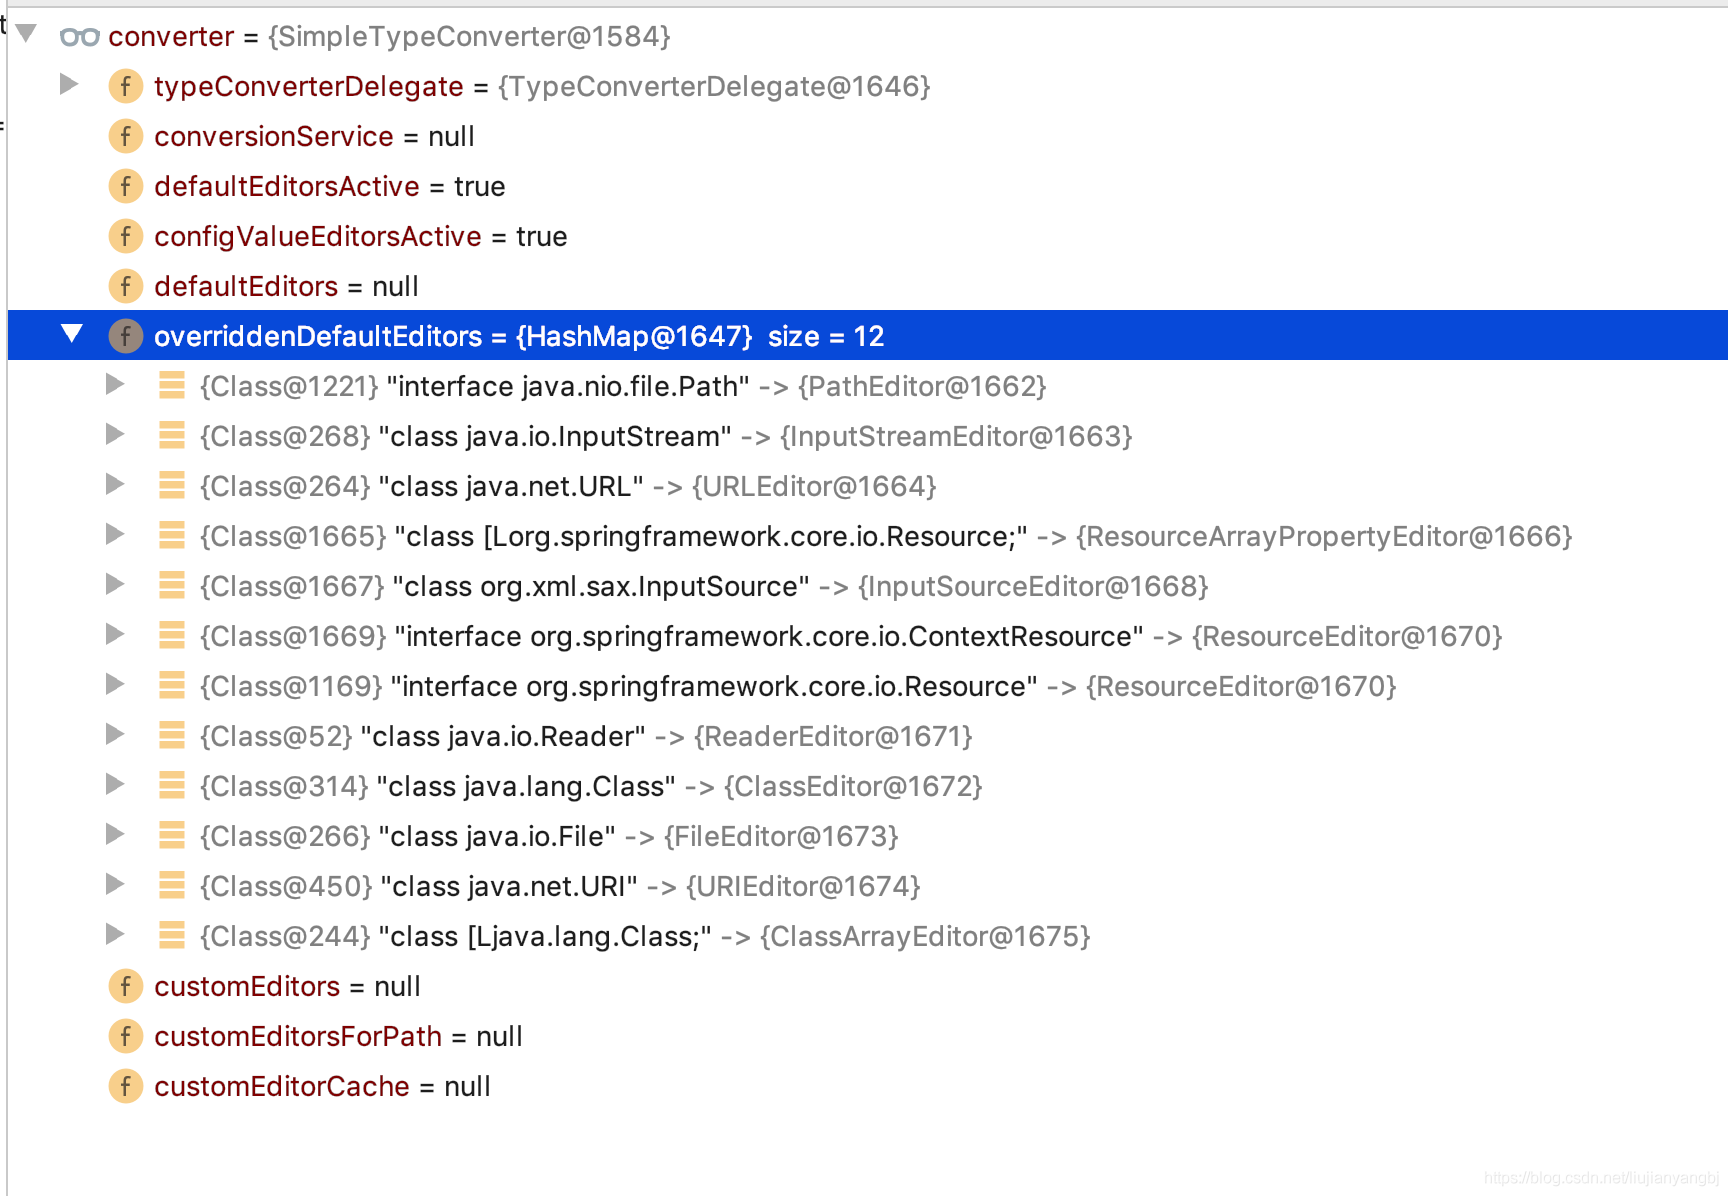 converter = {SimpleTypeConverter@1584}
f typeConverterDelegate = {TypeConverterDelegate@1646}
f conversionService = null
f defaultEditorsActive = true
f configValueEditorsActive = true
f defaultEditors = null
f overriddenDefaultEditors = {HashMap@1647} size = 12
{Class@1221} "interface java.nio.file.Path" -> {PathEditor@1662}
{Class@268} "class java.io.InputStream" -> {InputStreamEditor@1663}
{Class@264} "class java.net.URL" -> {URLEditor@1664}
{Class@1665} "class [Lorg.springframework.core.io.Resource;" -> {ResourceArrayPropertyEditor@1666}
{Class@1667} "class org.xml.sax.InputSource" -> {InputSourceEditor@1668}
{Class@1669} "interface org.springframework.core.io.ContextResource" -> {ResourceEditor@1670}
{Class@1169} "interface org.springframework.core.io.Resource" -> {ResourceEditor@1670}
{Class@52} "class java.io.Reader" -> {ReaderEditor@1671}
{Class@314} "class java.lang.Class" -> {ClassEditor@1672}
{Class@266} "class java.io.File" -> {FileEditor@1673}
{Class@450} "class java.net.URI" -> {URIEditor@1674}
{Class@244} "class [Ljava.lang.Class;" -> {ClassArrayEditor@1675}
f customEditors = null
f customEditorsForPath = null
f customEditorCache = null
https://blog.csdn.net/liujianyangbj